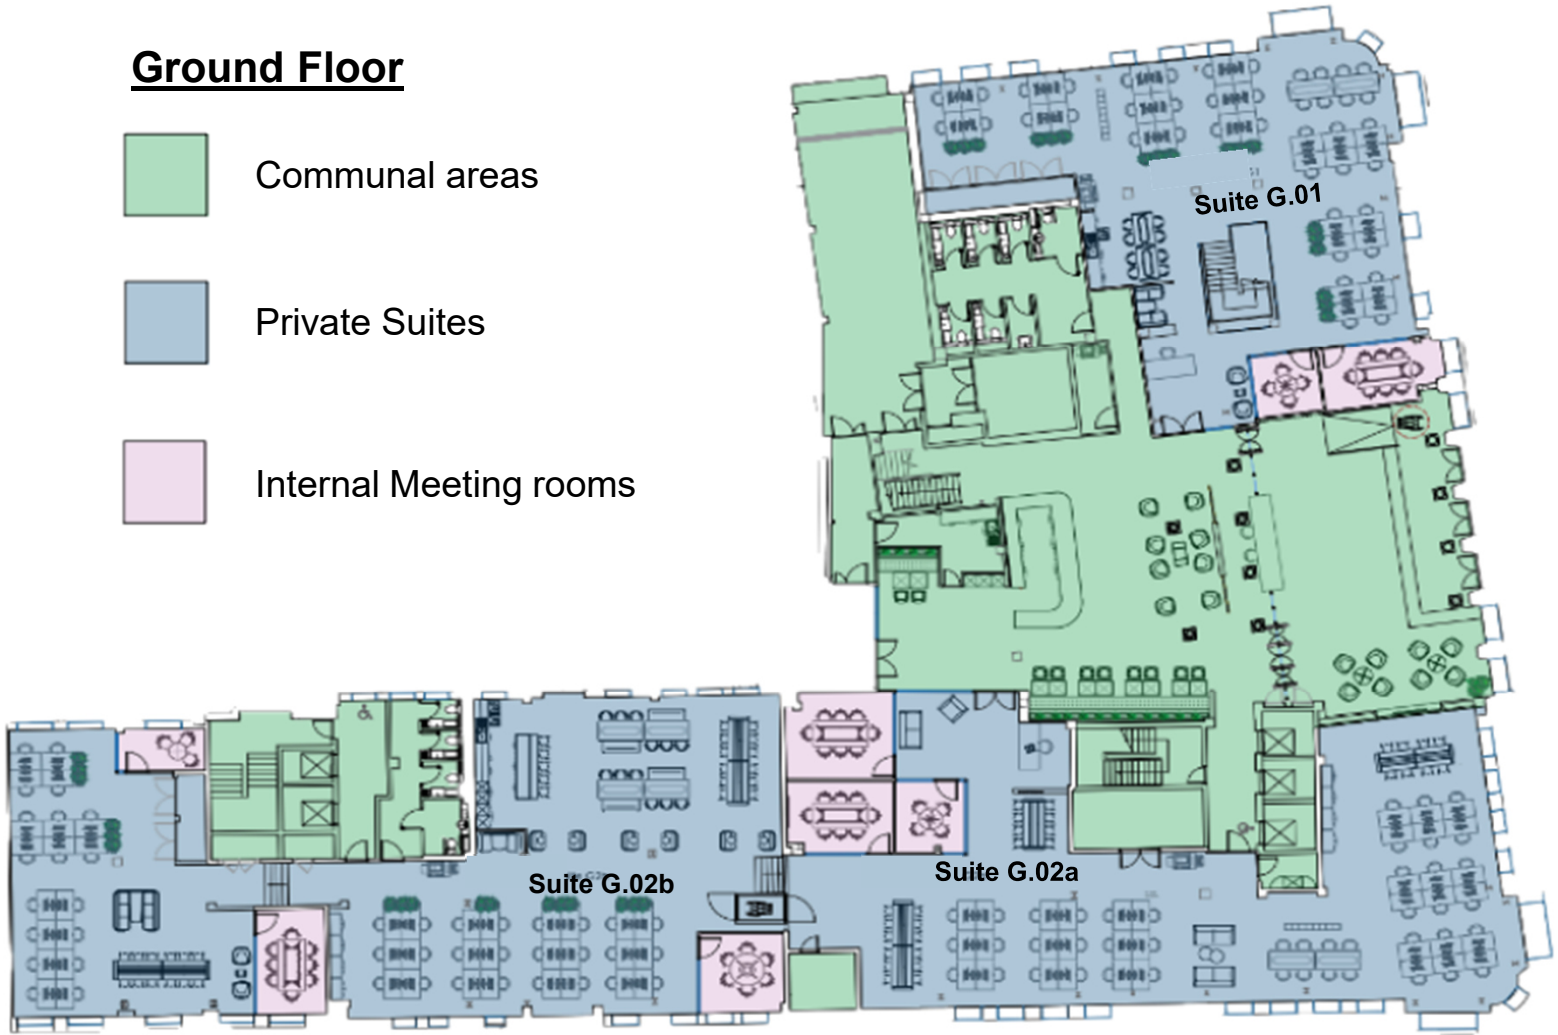 Ground Floor
Communal areas
Private Suites
Internal Meeting rooms
Suite G.01
Suite G.02b
Suite G.02a